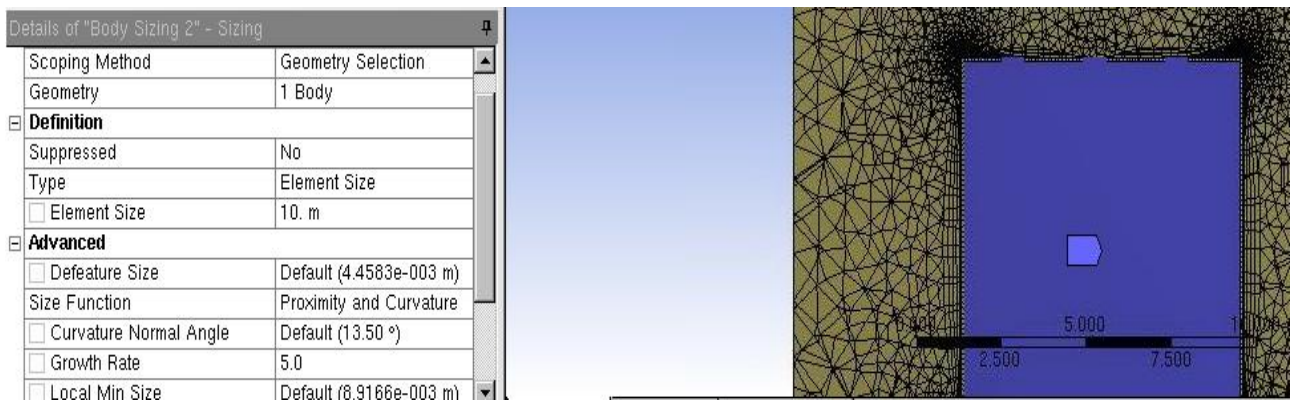 Details of "Body Sizing 2" - Sizing
Scoping Method Geometry Selection
Geometry 1 Body
Definition
Suppressed No
Type Element Size
Element Size 10. m
Advanced
Defeature Size Default (4.4583e-003 m)
Size Function Proximity and Curvature
Curvature Normal Angle Default (13.50 °)
Growth Rate 5.0
Local Min Size Default (8.9166e-003 m)
5.000
2.500 7.500